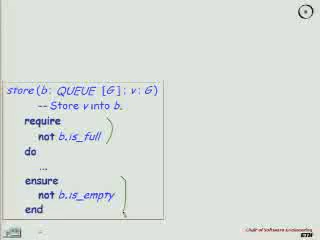 store (b : QUEUE [G] ; v : G)
-- Store v into b.
require
not b.is_full
do
...
ensure
not b.is_empty
end
Chair of Software Engineering
ETH